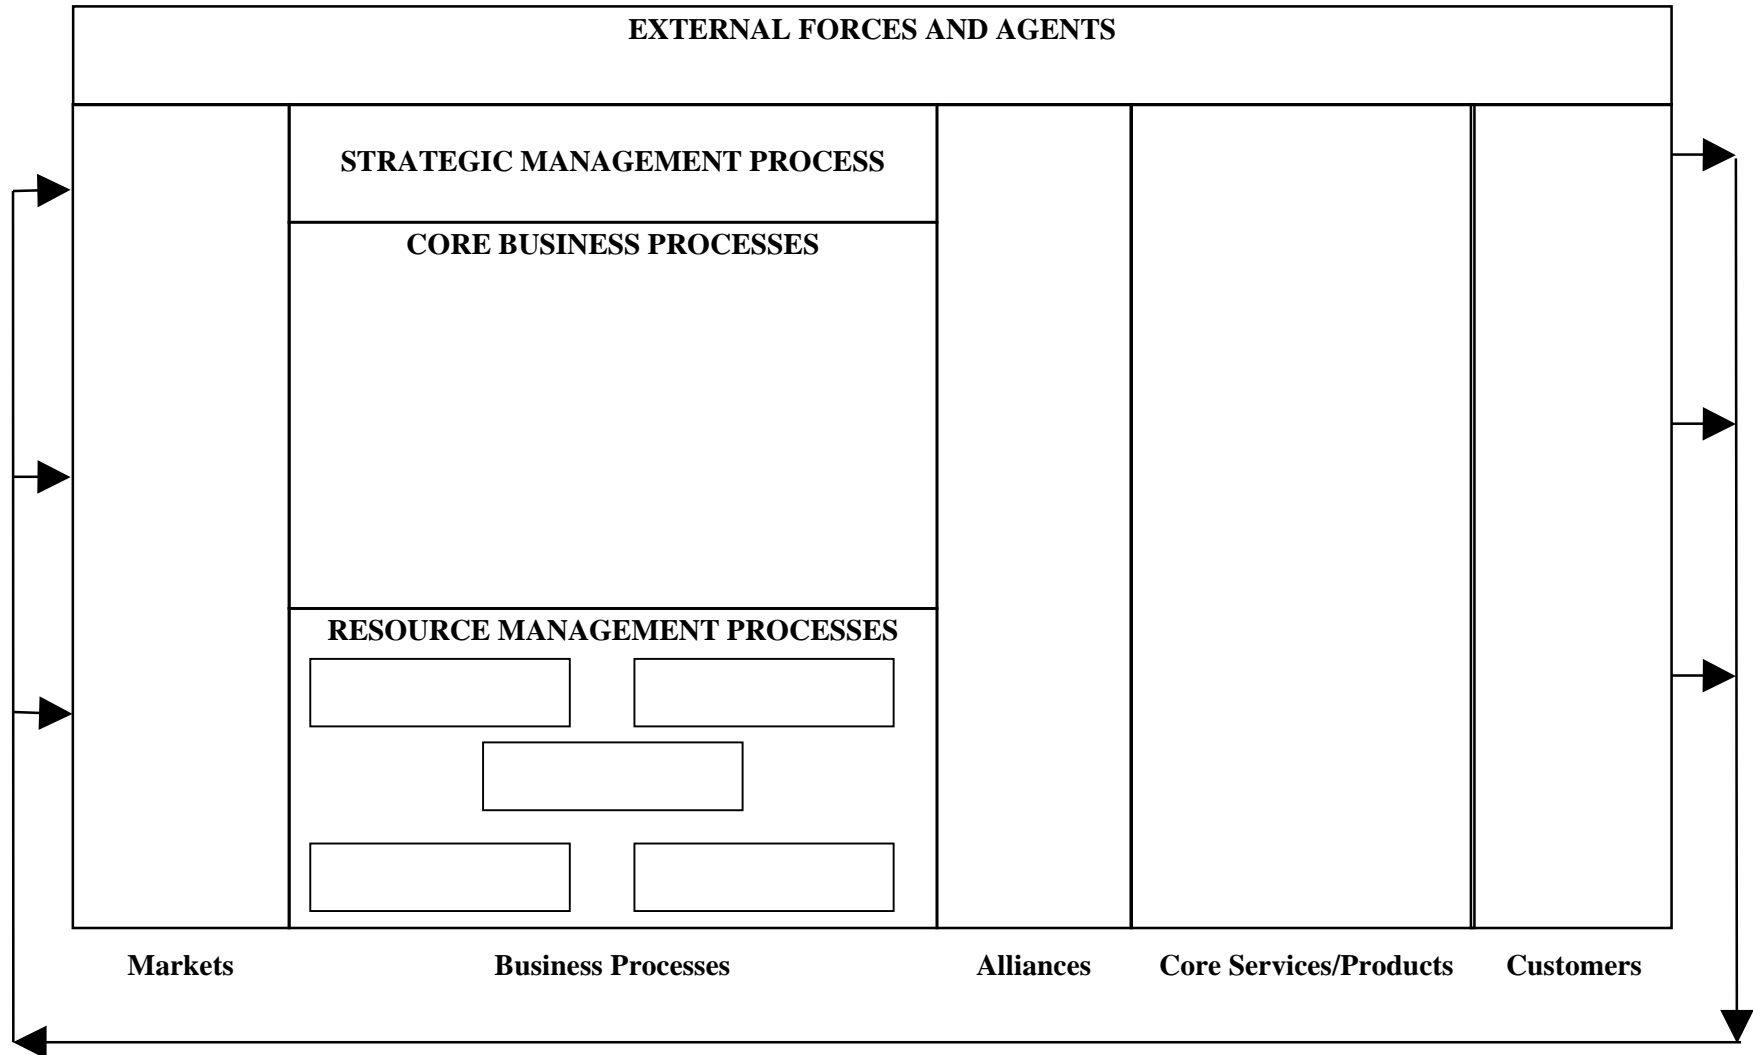 EXTERNAL FORCES AND AGENTS
STRATEGIC MANAGEMENT PROCESS
CORE BUSINESS PROCESSES
RESOURCE MANAGEMENT PROCESSES
Markets
Business Processes
Alliances
Core Services/Products
Customers